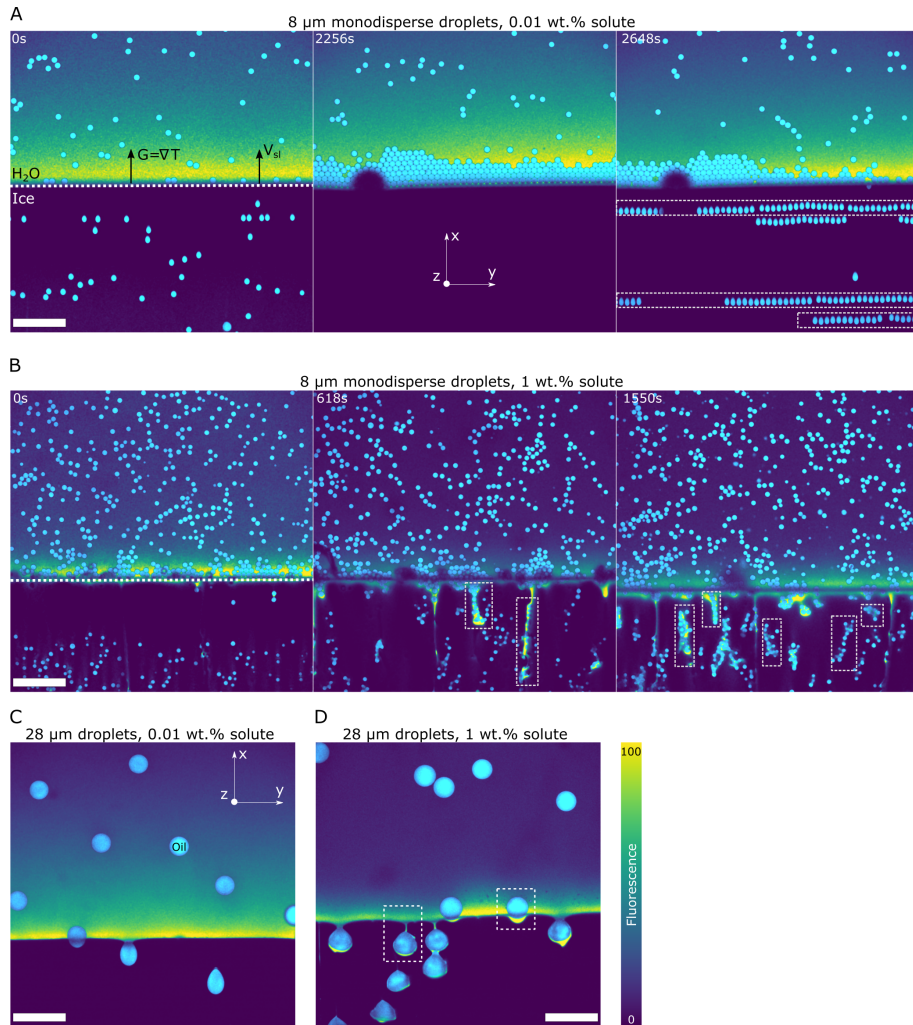 A
8 μm monodisperse droplets, 0.01 wt.% solute
0s
2256s
2648s
G=∇T
V_sl
H₂O
Ice
x
z
y
B
8 μm monodisperse droplets, 1 wt.% solute
0s
618s
1550s
C
D
28 μm droplets, 0.01 wt.% solute
28 μm droplets, 1 wt.% solute
x
z
y
Oil
100
Fluorescence
0